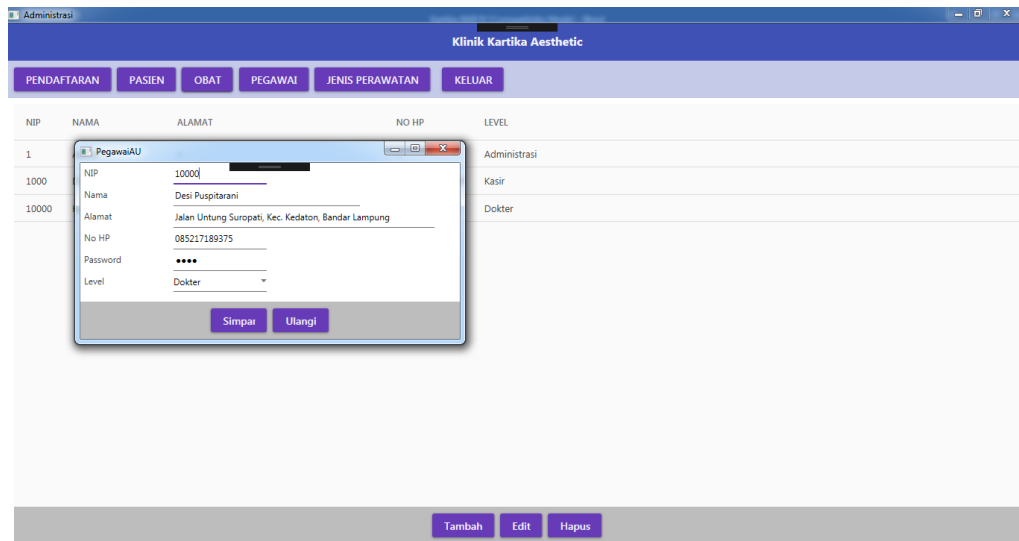 Administrasi
Klinik Kartika Aesthetic
PENDAFTARAN PASIEN OBAT PEGAWAI JENIS PERAWATAN KELUAR
NIP NAMA ALAMAT NO HP LEVEL
1 Administrasi
1000 Kasir
10000 Dokter
PegawaiAU
NIP 10000
Nama Desi Puspitarani
Alamat Jalan Untung Suropati, Kec. Kedaton, Bandar Lampung
No HP 085217189375
Password ●●●●
Level Dokter
Simpan Ulangi
Tambah Edit Hapus